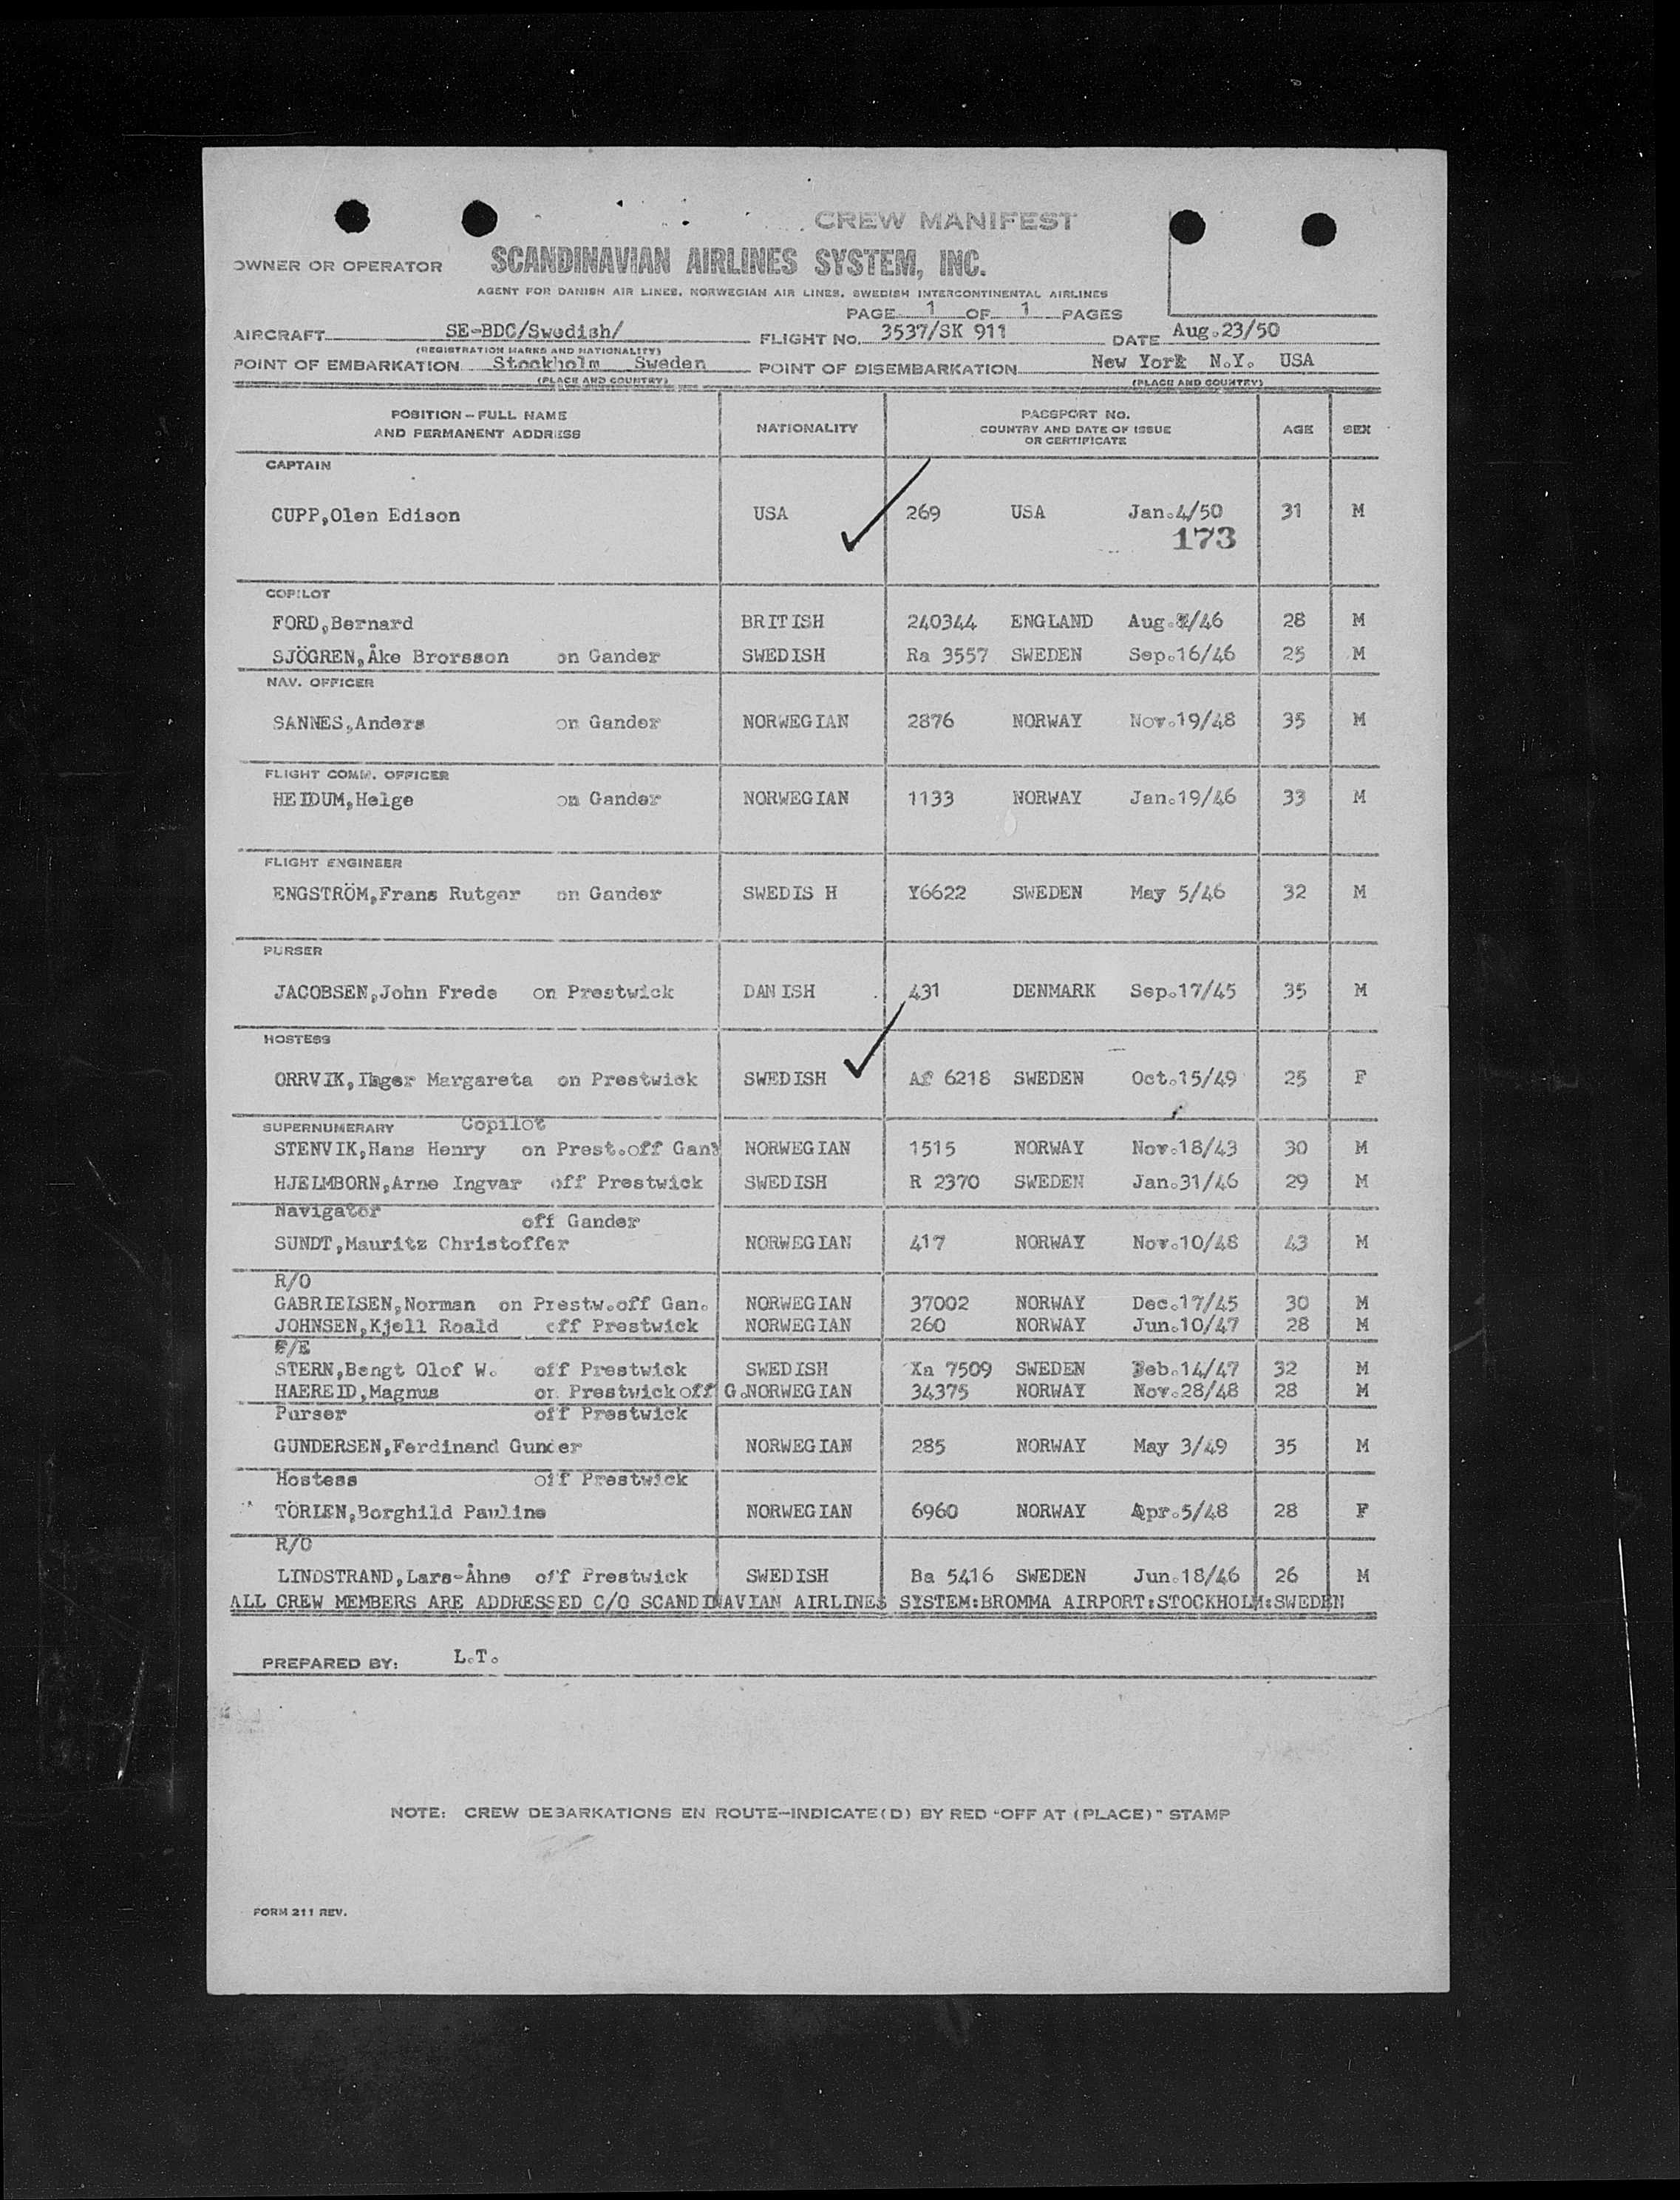 CREW MANIFEST
OWNER OR OPERATOR SCANDINAVIAN AIRLINES SYSTEM, INC.
AGENT FOR DANISH AIR LINES, NORWEGIAN AIR LINES, SWEDISH INTERCONTINENTAL AIRLINES
PAGE 1 OF 1 PAGES
AIRCRAFT SE-BDC/Swedish/ FLIGHT NO. 3537/SK 911 DATE Aug.23/50
(REGISTRATION MARKS AND NATIONALITY)
POINT OF EMBARKATION Stockholm Sweden POINT OF DISEMBARKATION New York N.Y. USA
(PLACE AND COUNTRY) (PLACE AND COUNTRY)
POSITION – FULL NAME AND PERMANENT ADDRESS NATIONALITY PASSPORT NO. COUNTRY AND DATE OF ISSUE OR CERTIFICATE AGE SEX
CAPTAIN
CUPP,Olen Edison USA 269 USA Jan.4/50 31 M
173
COPILOT
FORD,Bernard BRITISH 240344 ENGLAND Aug. /46 28 M
SJÖGREN,Åke Brorsson on Gander SWEDISH Ra 3557 SWEDEN Sep.16/46 25 M
NAV. OFFICER
SANNES,Anders on Gander NORWEGIAN 2876 NORWAY Nov.19/48 35 M
FLIGHT COMM. OFFICER
HEIDUM,Helge on Gander NORWEGIAN 1133 NORWAY Jan.19/46 33 M
FLIGHT ENGINEER
ENGSTRÖM,Frans Rutger on Gander SWEDIS H Y6622 SWEDEN May 5/46 32 M
PURSER
JACOBSEN,John Frede on Prestwick DANISH 431 DENMARK Sep.17/45 35 M
HOSTESS
ORRVIK,Inger Margareta on Prestwick SWEDISH Af 6218 SWEDEN Oct.15/49 25 F
SUPERNUMERARY Copilot
STENVIK,Hans Henry on Prest.off Gan NORWEGIAN 1515 NORWAY Nov.18/43 30 M
HJELMBORN,Arne Ingvar off Prestwick SWEDISH R 2370 SWEDEN Jan.31/46 29 M
Navigator off Gander
SUNDT,Mauritz Christoffer NORWEGIAN 417 NORWAY Nov.10/48 43 M
R/O
GABRIELSEN,Norman on Prestw.off Gan. NORWEGIAN 37002 NORWAY Dec.17/45 30 M
JOHNSEN,Kjell Roald off Prestwick NORWEGIAN 260 NORWAY Jun.10/47 28 M
F/E
STERN,Bengt Olof W. off Prestwick SWEDISH Xa 7509 SWEDEN Feb.14/47 32 M
HAEREID,Magnus on Prestwick off G. NORWEGIAN 34375 NORWAY Nov.28/48 28 M
Purser off Prestwick
GUNDERSEN,Ferdinand Gunder NORWEGIAN 285 NORWAY May 3/49 35 M
Hostess off Prestwick
TÖRLEN,Borghild Pauline NORWEGIAN 6960 NORWAY Apr.5/48 28 F
R/O
LINDSTRAND,Lars-Åhne off Prestwick SWEDISH Ba 5416 SWEDEN Jun.18/46 26 M
ALL CREW MEMBERS ARE ADDRESSED C/O SCANDINAVIAN AIRLINES SYSTEM:BROMMA AIRPORT:STOCKHOLM:SWEDEN
PREPARED BY: L.T.
NOTE: CREW DEBARKATIONS EN ROUTE—INDICATE(D) BY RED "OFF AT (PLACE)" STAMP
FORM 211 REV.